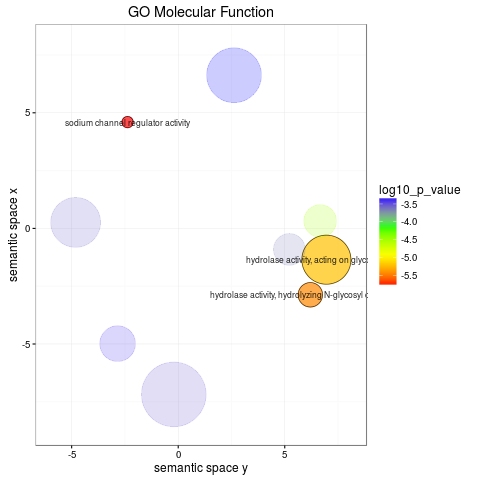 GO Molecular Function
sodium channel regulator activity
hydrolase activity, acting on glyco
hydrolase activity, hydrolyzing N-glycosyl c
5
0
-5
semantic space x
-5
0
5
semantic space y
log10_p_value
-3.5
-4.0
-4.5
-5.0
-5.5